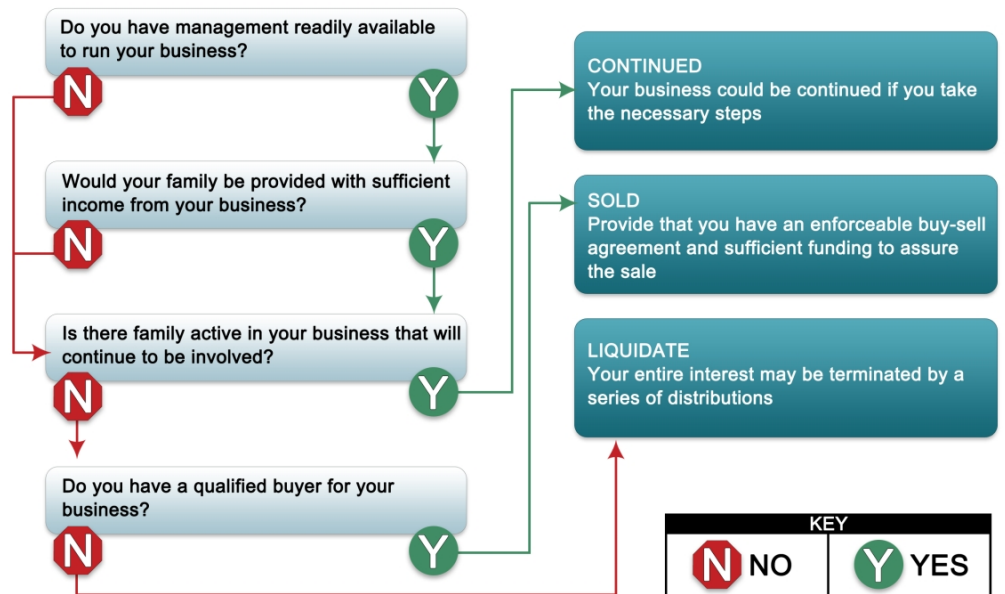 Do you have management readily available
to run your business?
N
Y
Would your family be provided with sufficient
income from your business?
N
Y
Is there family active in your business that will
continue to be involved?
N
Y
Do you have a qualified buyer for your
business?
N
Y
CONTINUED
Your business could be continued if you take
the necessary steps
SOLD
Provide that you have an enforceable buy-sell
agreement and sufficient funding to assure
the sale
LIQUIDATE
Your entire interest may be terminated by a
series of distributions
KEY
N NO
Y YES